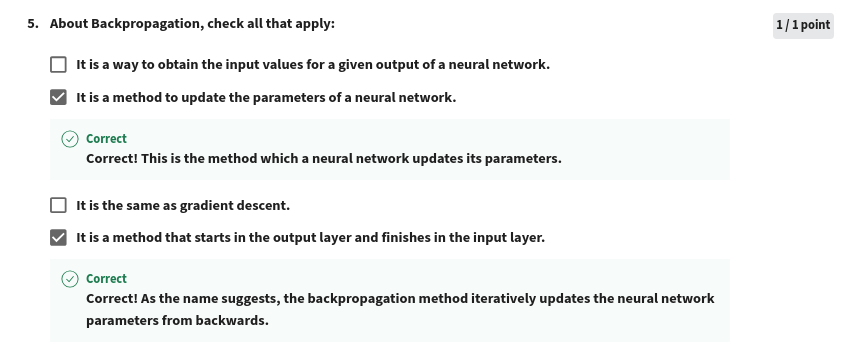 5. About Backpropagation, check all that apply:
1 / 1 point
It is a way to obtain the input values for a given output of a neural network.
It is a method to update the parameters of a neural network.
Correct
Correct! This is the method which a neural network updates its parameters.
It is the same as gradient descent.
It is a method that starts in the output layer and finishes in the input layer.
Correct
Correct! As the name suggests, the backpropagation method iteratively updates the neural network
parameters from backwards.